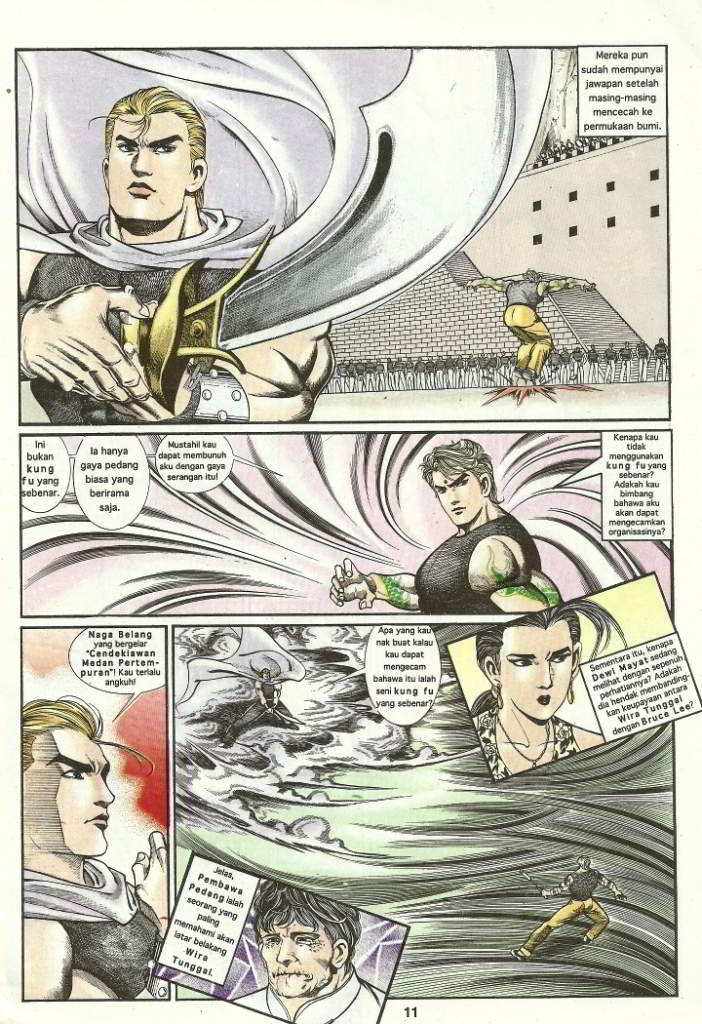 Mereka pun
sudah mempunyai
jawapan setelah
masing-masing
mencecah ke
permukaan bumi.
Ini
bukan
kung
fu yang
sebenar.
Ia hanya
gaya pedang
biasa yang
berirama
saja.
Mustahil kau
dapat membunuh
aku dengan gaya
serangan itu!
Kenapa kau
tidak
menggunakan
kung fu yang
sebenar?
Adakah kau
bimbang
bahawa aku
akan dapat
mengecamkan
organisasinya?
Naga Belang
yang bergelar
"Cendekiawan
Medan Pertem-
puran"! Kau terlalu
angkuh!
Apa yang kau
nak buat kalau
kau dapat
mengecam
bahawa itu ialah
seni kung fu
yang sebenar?
Sementara itu, kenapa
Dewi Mayat sedang
melihat dengan sepenuh
perhatiannya? Adakah
dia hendak membanding-
kan keupayaan antara
Wira Tunggal
dengan Bruce Lee?
Jelas,
Pembawa
Pedang ialah
seorang yang
paling
memahami akan
latar belakang
Wira
Tunggal.
11